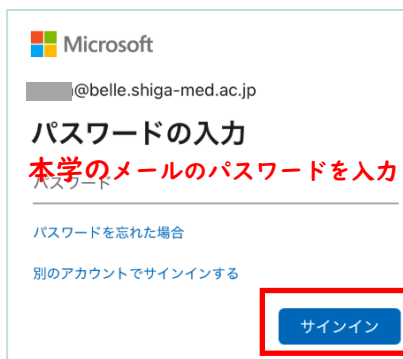 Microsoft
@belle.shiga-med.ac.jp
パスワードの入力
本学のメールのパスワードを入力
パスワード
パスワードを忘れた場合
別のアカウントでサインインする
サインイン